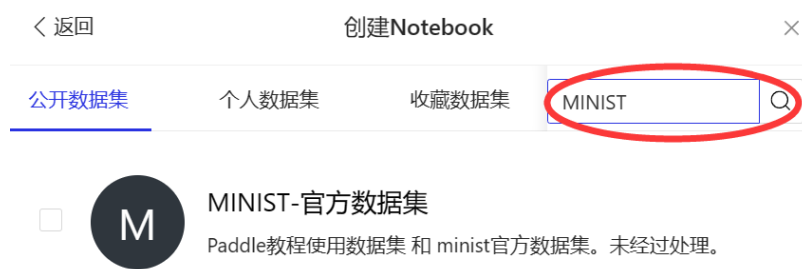 返回 创建Notebook
公开数据集 个人数据集 收藏数据集 MINIST
M
MINIST-官方数据集
Paddle教程使用数据集 和 minist官方数据集。未经过处理。